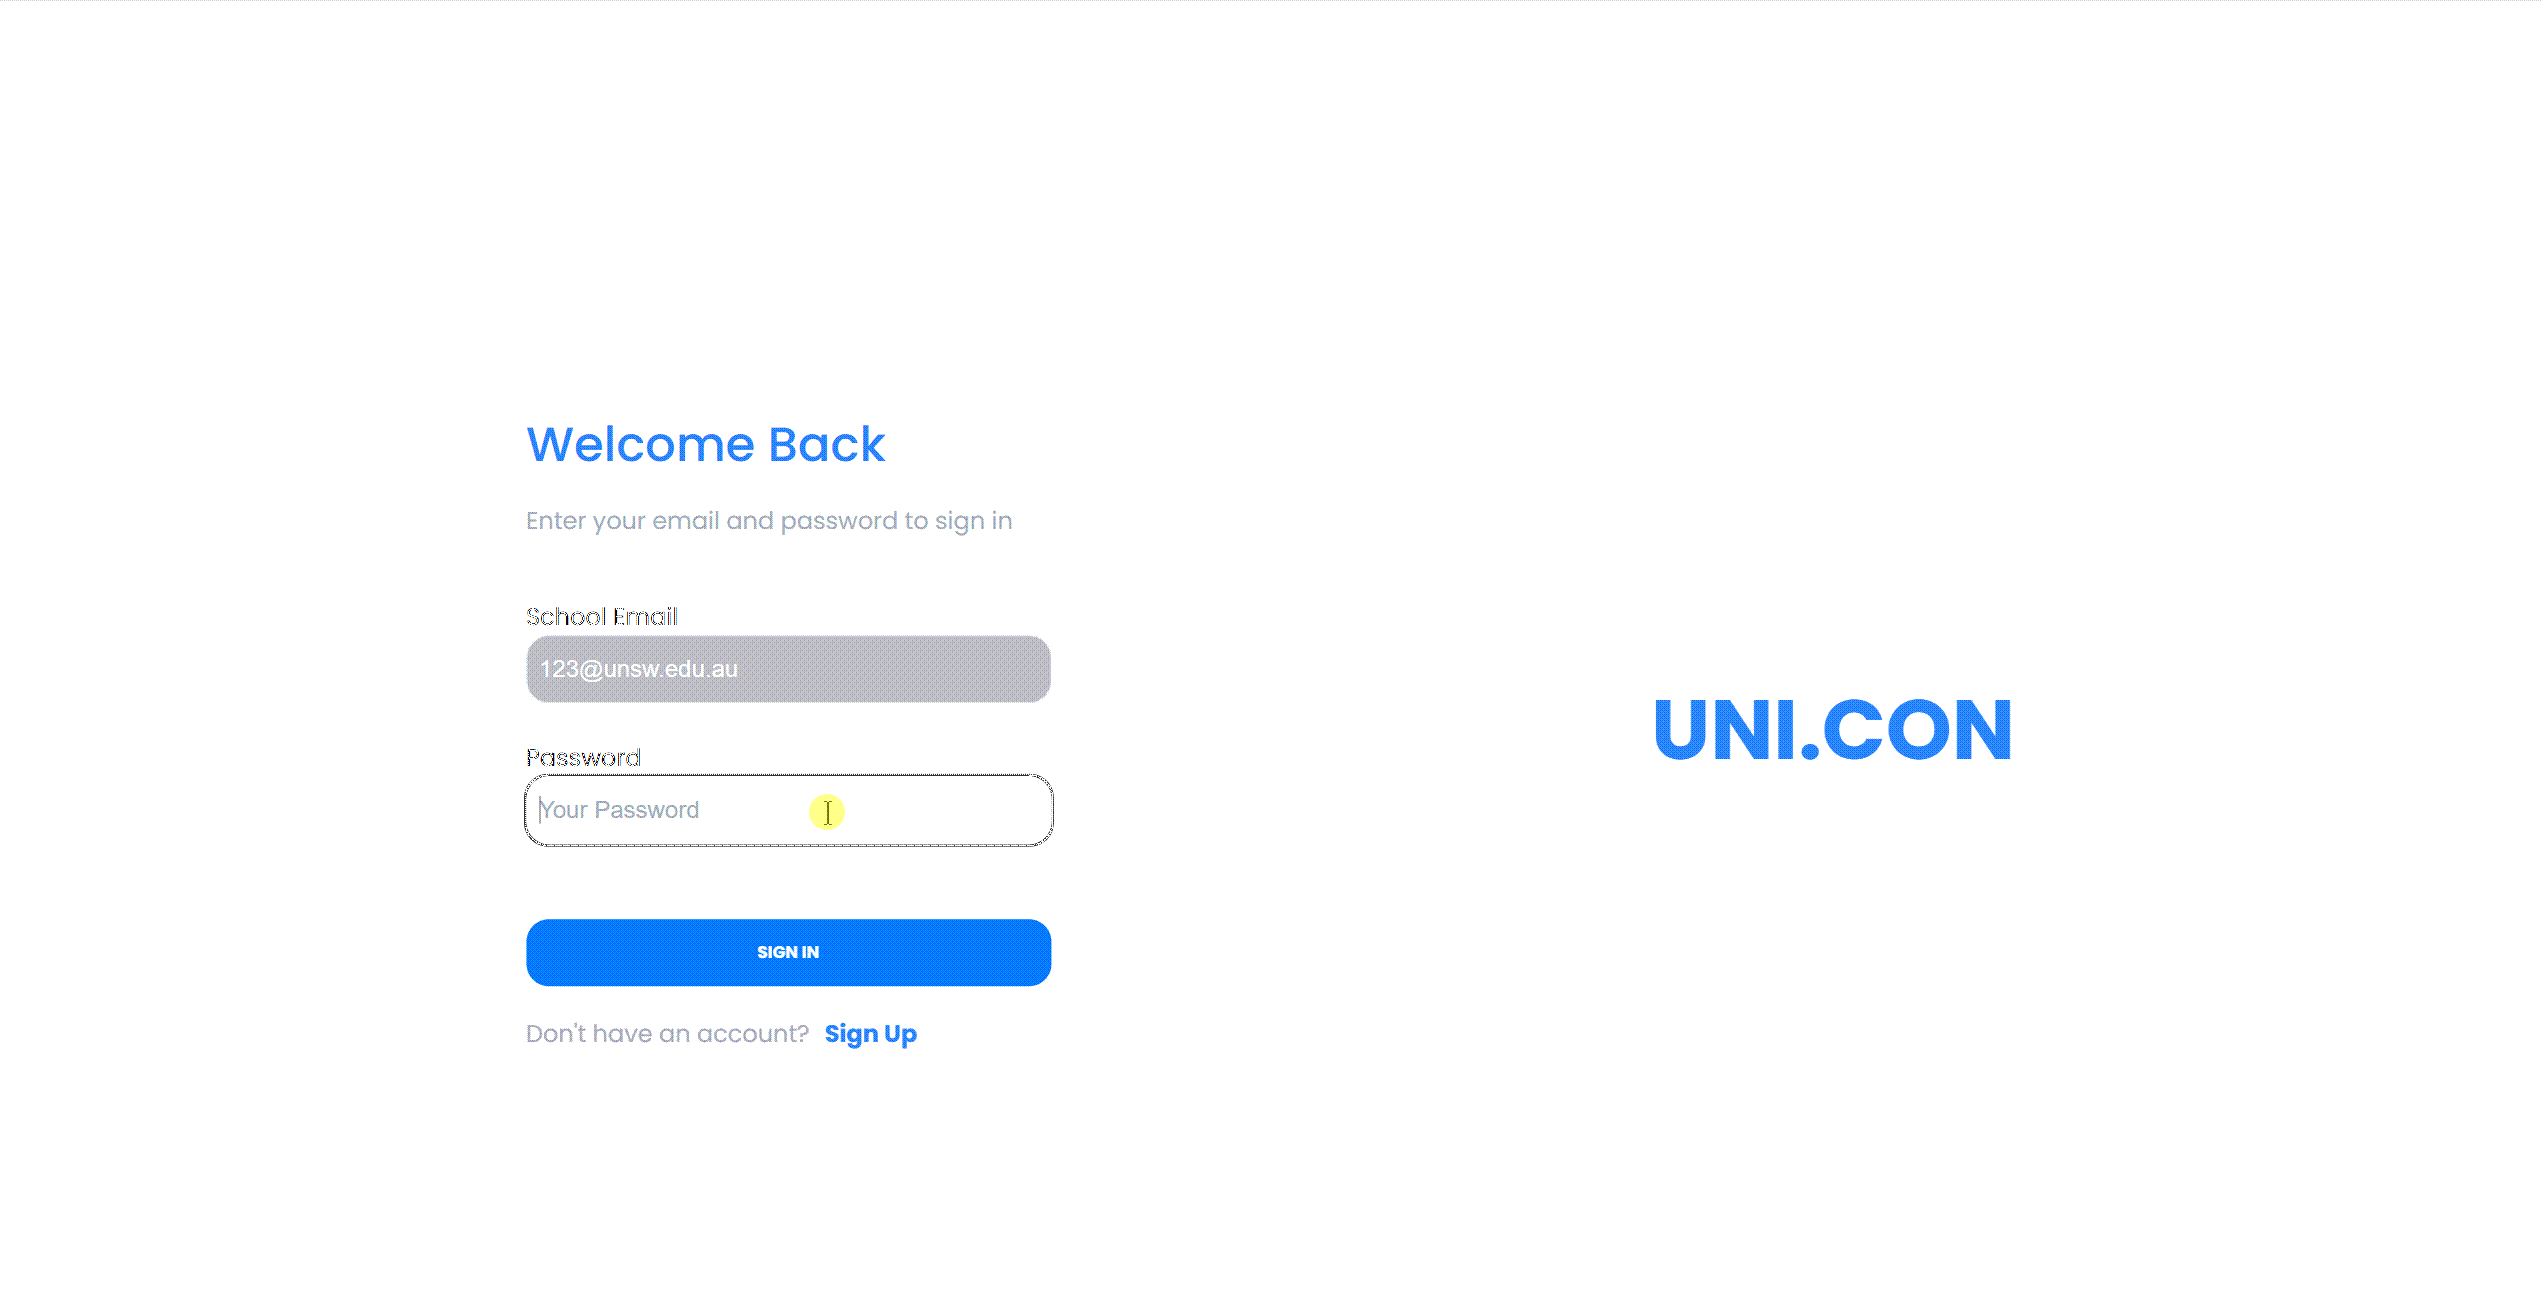 Welcome Back
Enter your email and password to sign in
School Email
123@unsw.edu.au
Password
Your Password
SIGN IN
Don't have an account? Sign Up
UNI.CON